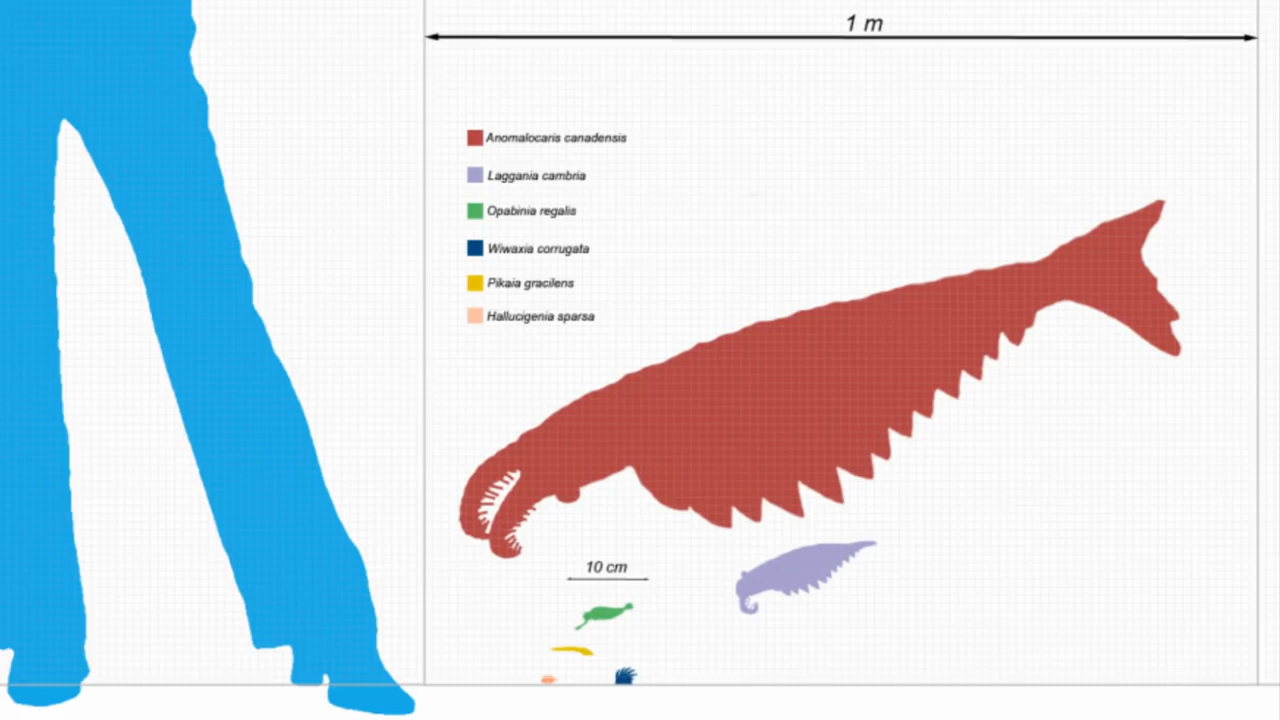 1 m
Anomalocaris canadensis
Laggania cambria
Opabinia regalis
Wiwaxia corrugata
Pikaia gracilens
Hallucigenia sparsa
10 cm